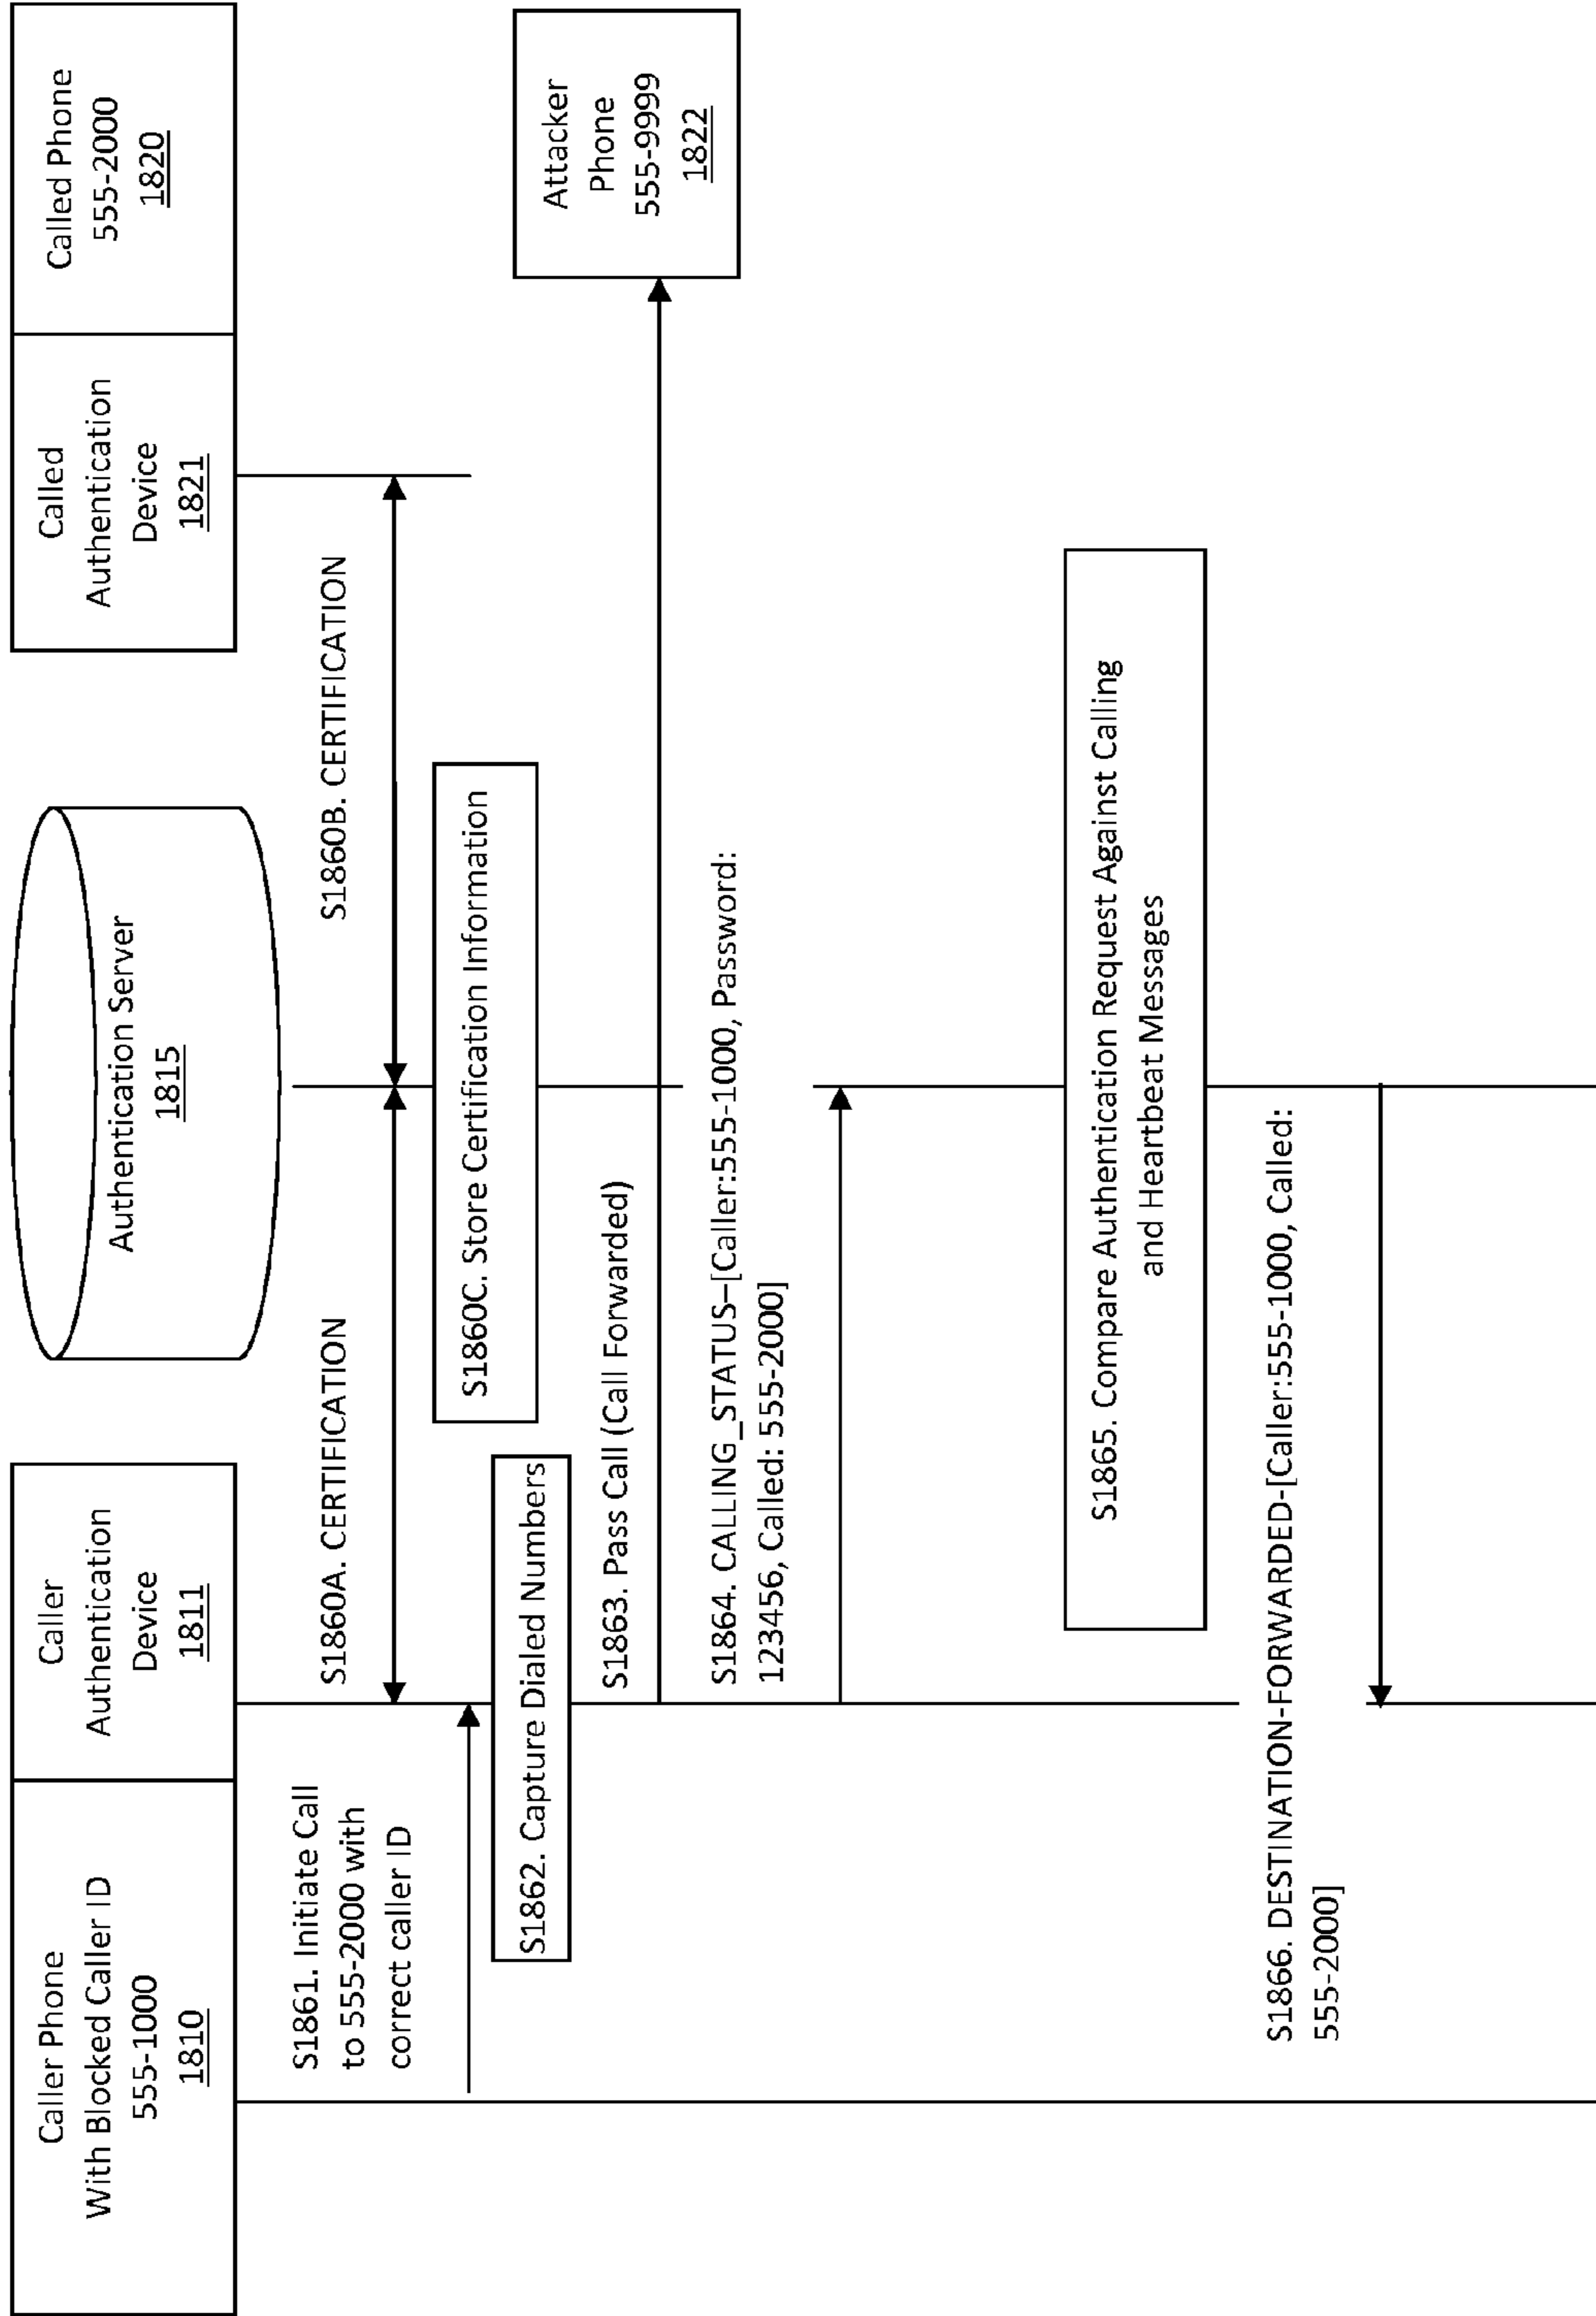 Caller Phone
With Blocked Caller ID
555-1000
1810
Caller
Authentication
Device
1811
Authentication Server
1815
Called
Authentication
Device
1821
Called Phone
555-2000
1820
S1860A. CERTIFICATION
S1860B. CERTIFICATION
S1861. Initiate Call
to 555-2000 with
correct caller ID
S1860C. Store Certification Information
S1862. Capture Dialed Numbers
Attacker
Phone
555-9999
1822
S1863. Pass Call (Call Forwarded)
S1864. CALLING_STATUS–[Caller:555-1000, Password:
123456, Called: 555-2000]
S1865. Compare Authentication Request Against Calling
and Heartbeat Messages
S1866. DESTINATION-FORWARDED-[Caller:555-1000, Called:
555-2000]